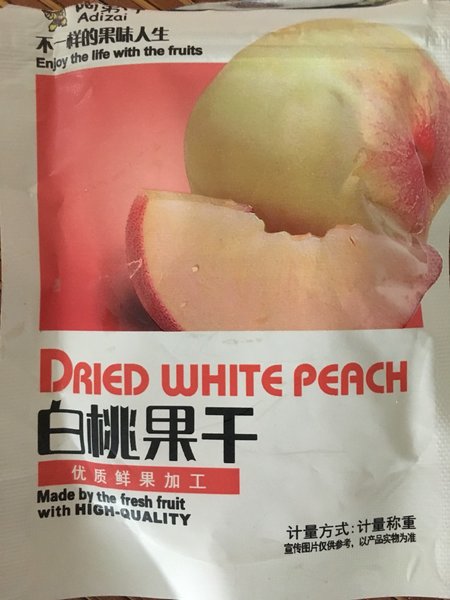 Adizai
不一样的果味人生
Enjoy the life with the fruits
DRIED WHITE PEACH
白桃果干
优质鲜果加工
Made by the fresh fruit
with HIGH-QUALITY
计量方式:计量称重
宣传图片仅供参考，以产品实物为准